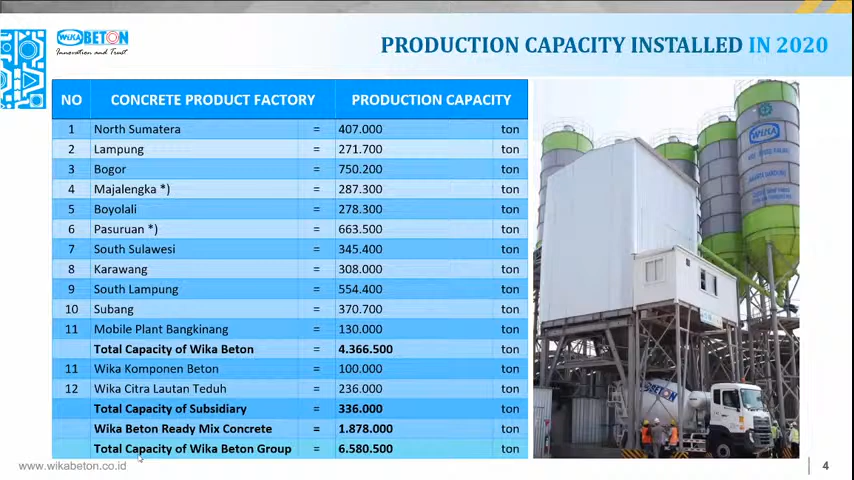 WIKA BETON
Innovation and Trust
PRODUCTION CAPACITY INSTALLED IN 2020
NO CONCRETE PRODUCT FACTORY PRODUCTION CAPACITY
1 North Sumatera = 407.000 ton
2 Lampung = 271.700 ton
3 Bogor = 750.200 ton
4 Majalengka *) = 287.300 ton
5 Boyolali = 278.300 ton
6 Pasuruan *) = 663.500 ton
7 South Sulawesi = 345.400 ton
8 Karawang = 308.000 ton
9 South Lampung = 554.400 ton
10 Subang = 370.700 ton
11 Mobile Plant Bangkinang = 130.000 ton
Total Capacity of Wika Beton = 4.366.500 ton
11 Wika Komponen Beton = 100.000 ton
12 Wika Citra Lautan Teduh = 236.000 ton
Total Capacity of Subsidiary = 336.000 ton
Wika Beton Ready Mix Concrete = 1.878.000 ton
Total Capacity of Wika Beton Group = 6.580.500 ton
WIKA
BETON
www.wikabeton.co.id
4